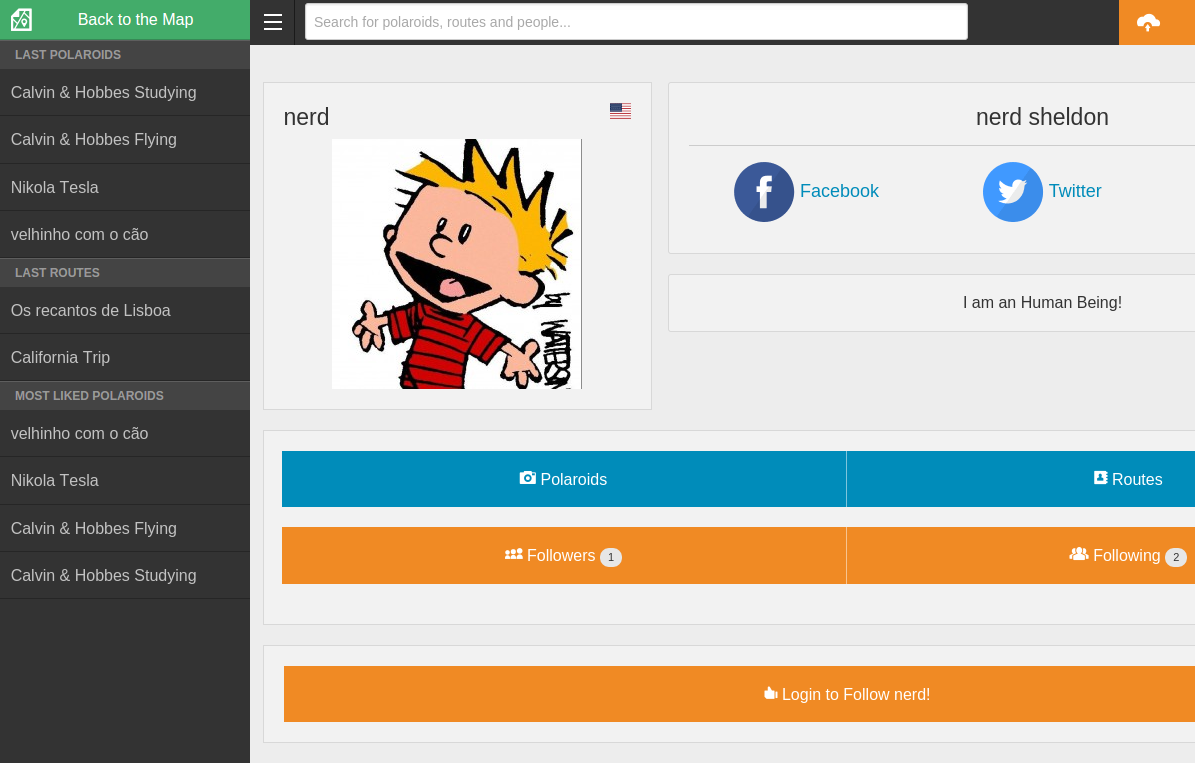 Back to the Map
LAST POLAROIDS
Calvin & Hobbes Studying
Calvin & Hobbes Flying
Nikola Tesla
velhinho com o cão
LAST ROUTES
Os recantos de Lisboa
California Trip
MOST LIKED POLAROIDS
velhinho com o cão
Nikola Tesla
Calvin & Hobbes Flying
Calvin & Hobbes Studying
Search for polaroids, routes and people...
nerd
by WATTERSON
nerd sheldon
Facebook
Twitter
I am an Human Being!
Polaroids
Routes
Followers 1
Following 2
Login to Follow nerd!